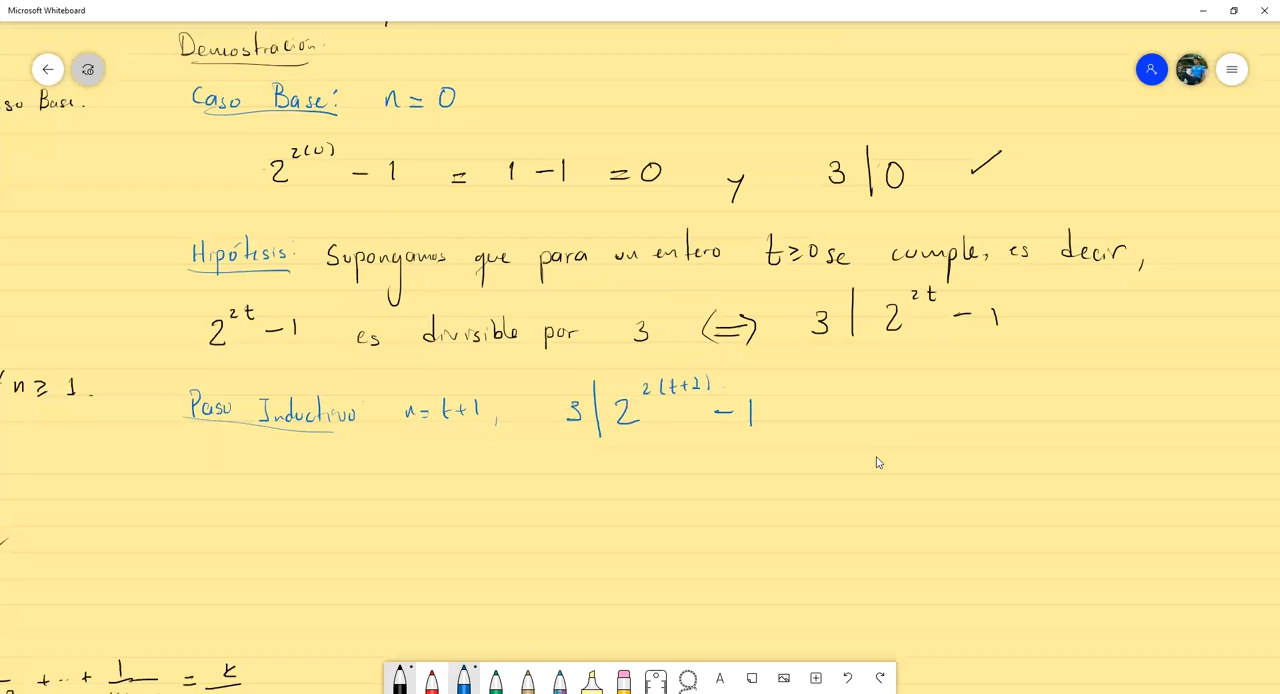 Microsoft Whiteboard
Demostración:
so Base.
Caso Base: n = 0
2^{2(0)} - 1 = 1 - 1 = 0 y 3 | 0 ✓
Hipótesis: Supongamos que para un entero t ≥ 0 se cumple, es decir,
2^{2t} - 1 es divisible por 3 ⟺ 3 | 2^{2t} - 1
n ≥ 1.
Paso Inductivo n = t+1, 3 | 2^{2(t+1)} - 1
+ ... + 1 = k
A